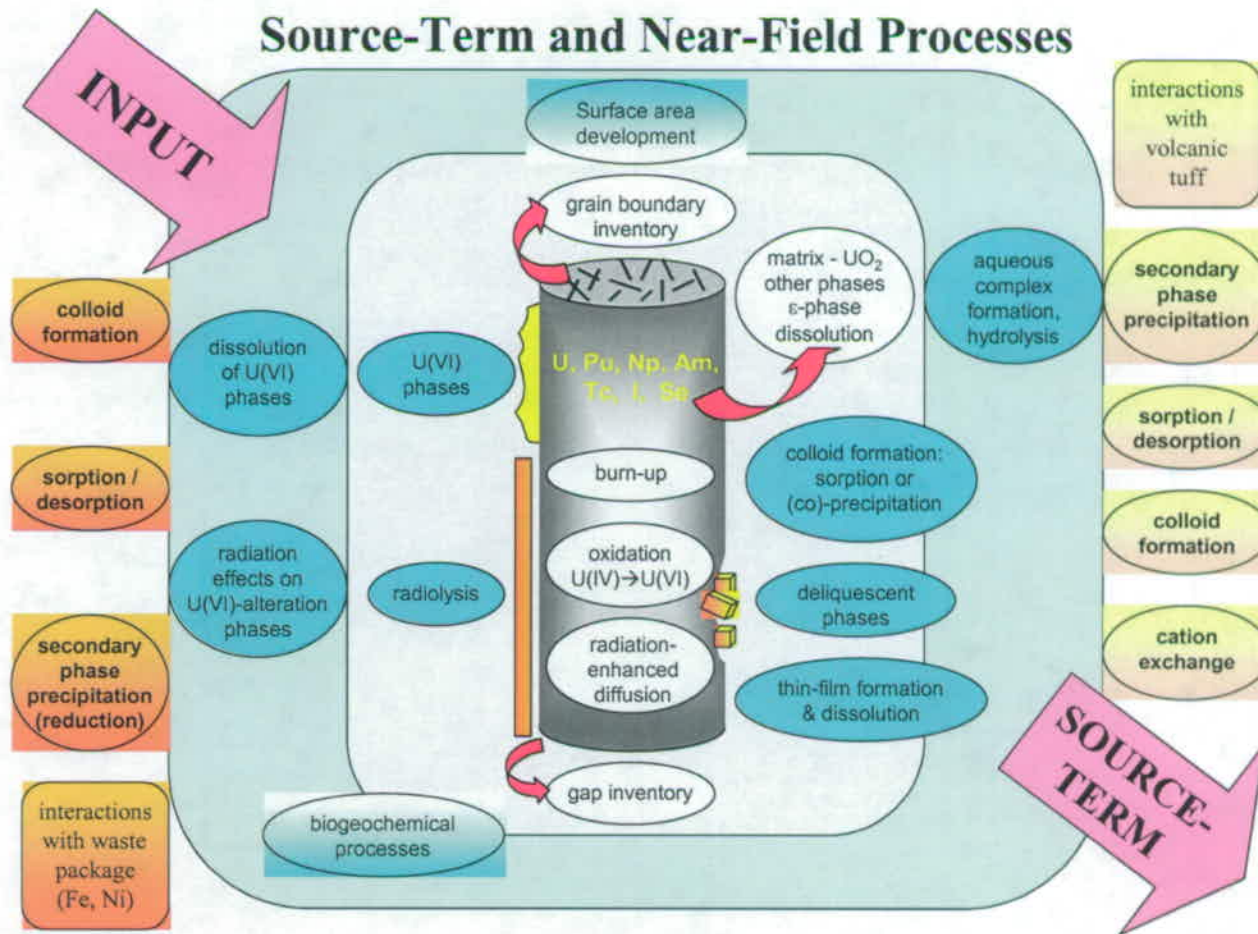 Source-Term and Near-Field Processes
INPUT
Surface area
development
interactions
with
volcanic
tuff
grain boundary
inventory
matrix - UO₂
other phases
ε-phase
dissolution
aqueous
complex
formation,
hydrolysis
secondary
phase
precipitation
colloid
formation
dissolution
of U(VI)
phases
U(VI)
phases
U, Pu, Np, Am,
Tc, I, Se
sorption /
desorption
colloid formation:
sorption or
(co)-precipitation
burn-up
sorption /
desorption
colloid
formation
radiation
effects on
U(VI)-alteration
phases
radiolysis
oxidation
U(IV)→U(VI)
deliquescent
phases
cation
exchange
secondary
phase
precipitation
(reduction)
radiation-
enhanced
diffusion
thin-film formation
& dissolution
SOURCE-
TERM
gap inventory
interactions
with waste
package
(Fe, Ni)
biogeochemical
processes